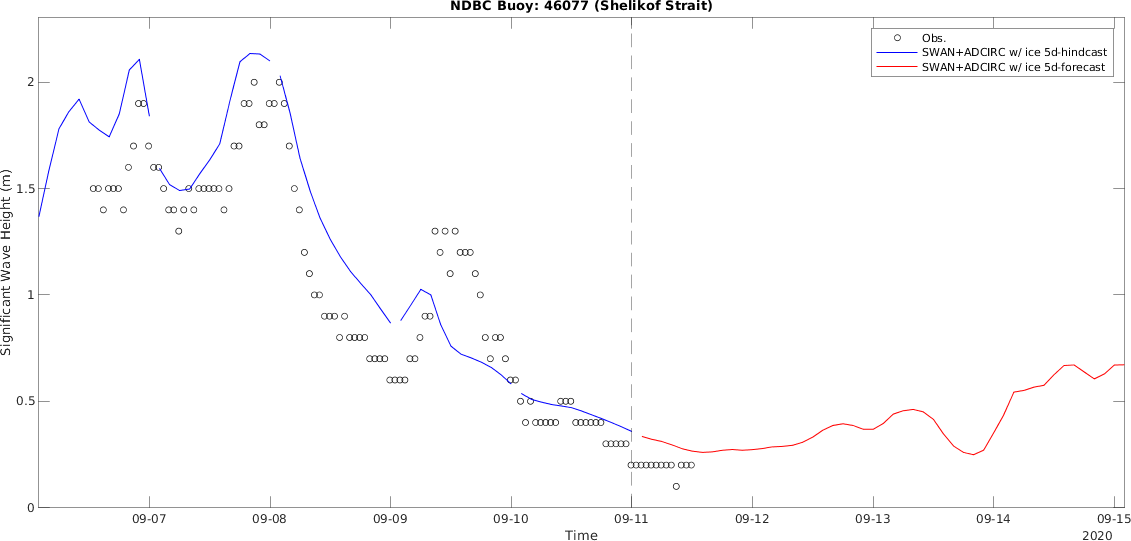 NDBC Buoy: 46077 (Shelikof Strait)
Obs.
SWAN+ADCIRC w/ ice 5d-hindcast
SWAN+ADCIRC w/ ice 5d-forecast
Significant Wave Height (m)
2
1.5
1
0.5
0
09-07
09-08
09-09
09-10
09-11
09-12
09-13
09-14
09-15
Time
2020